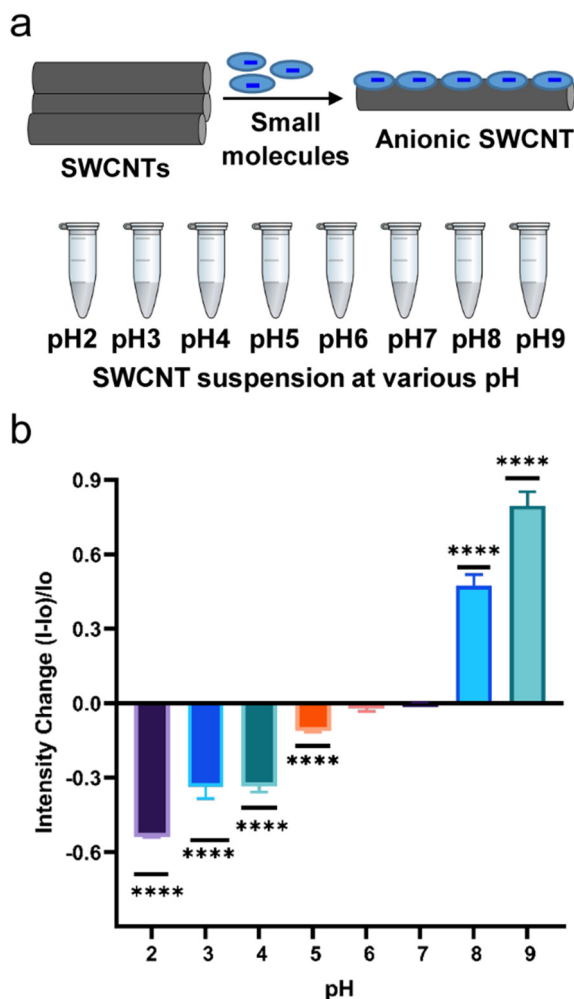 a
SWCNTs
Small
molecules
Anionic SWCNT
pH2 pH3 pH4 pH5 pH6 pH7 pH8 pH9
SWCNT suspension at various pH
b
Intensity Change (I-Io)/Io
0.9
0.6
0.3
0.0
-0.3
-0.6
****
****
****
****
****
****
2 3 4 5 6 7 8 9
pH